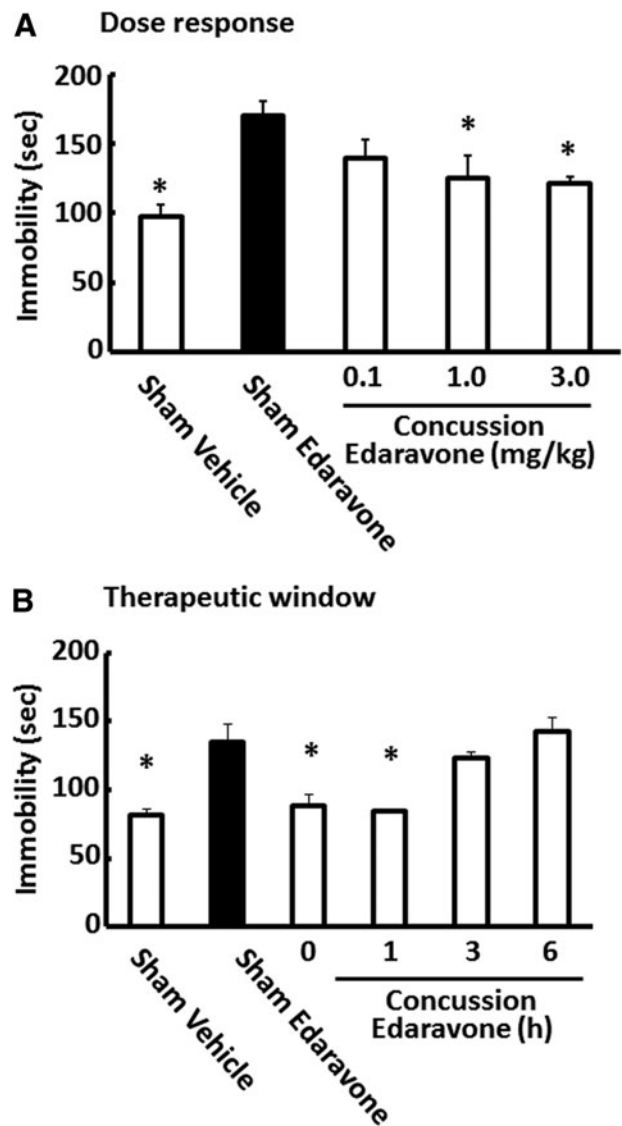 A Dose response
200
150
100
50
0
Immobility (sec)
*
*
*
0.1 1.0 3.0
Sham Vehicle
Sham Edaravone
Concussion
Edaravone (mg/kg)
B Therapeutic window
200
150
100
50
0
Immobility (sec)
*
*
*
0 1 3 6
Sham Vehicle
Sham Edaravone
Concussion
Edaravone (h)